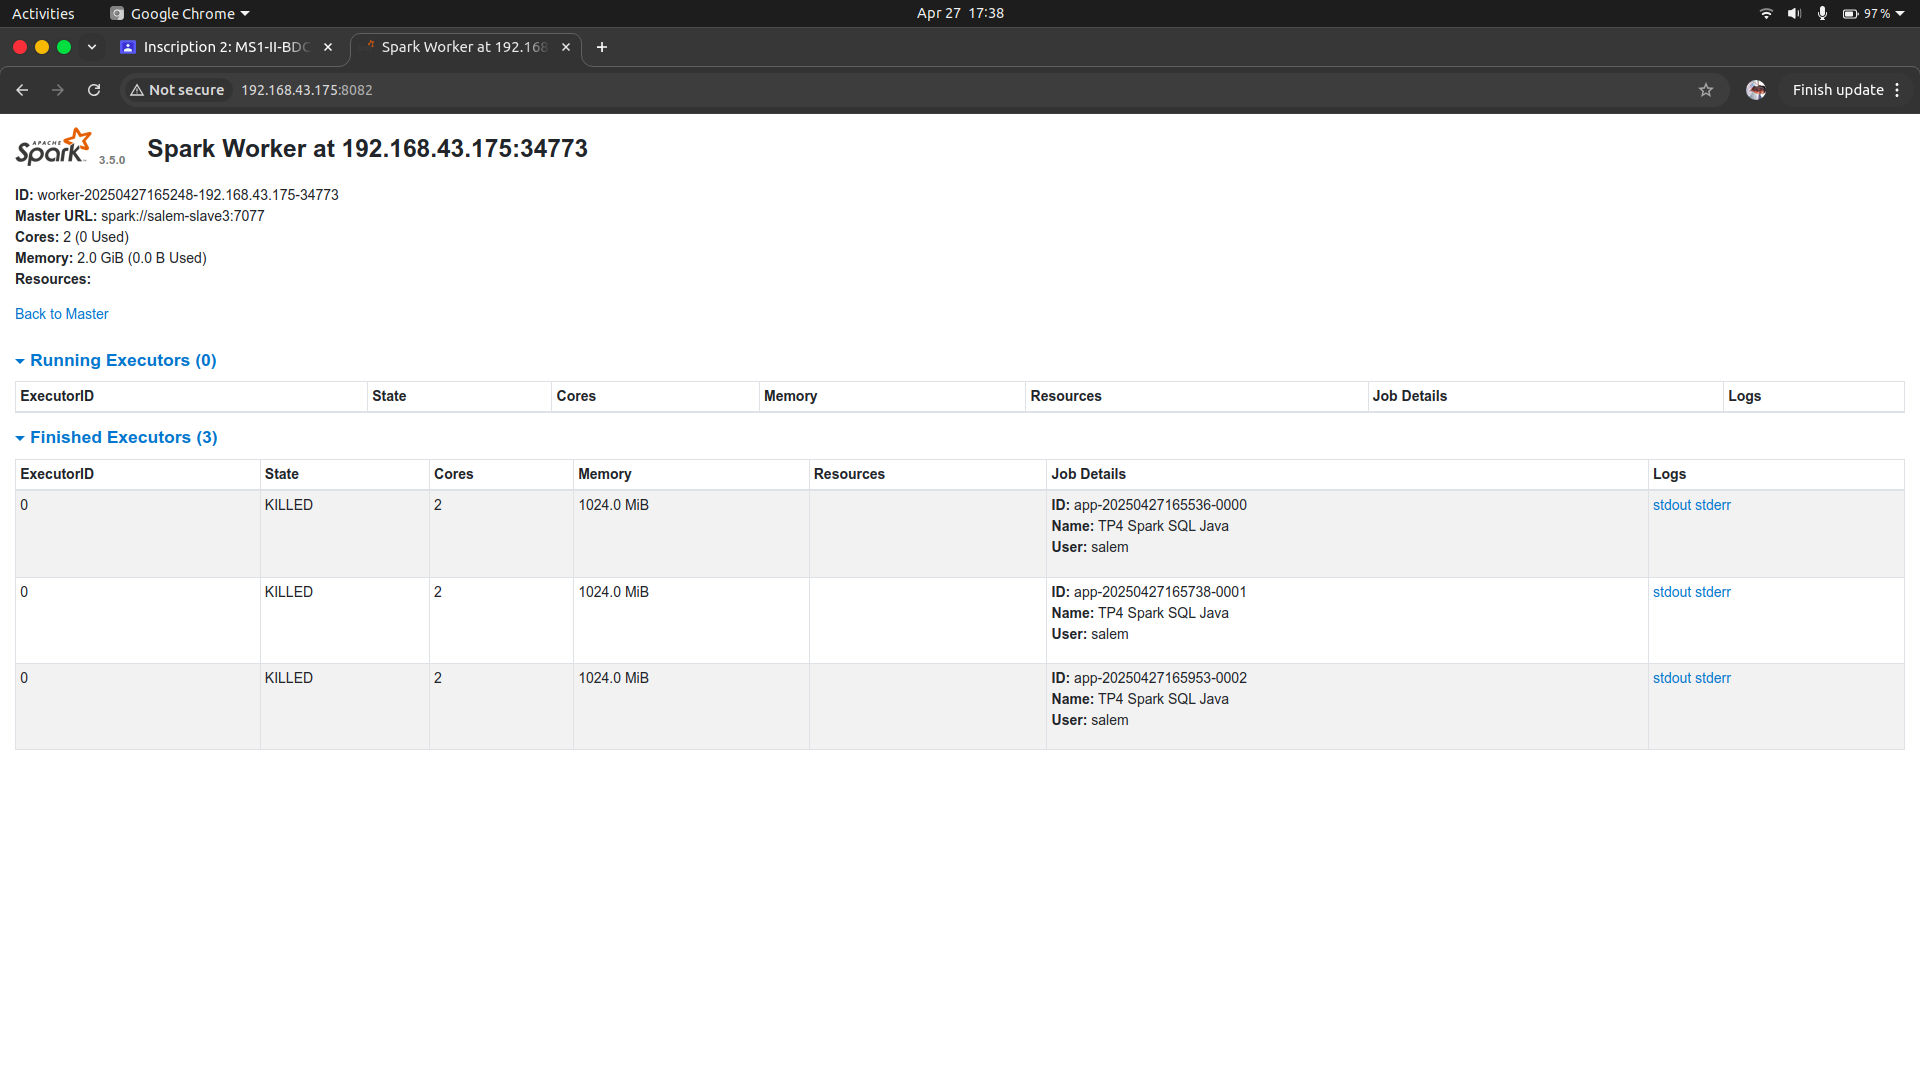 Activities
Google Chrome
Apr 27 17:38
97 %
Inscription 2: MS1-II-BDC
Spark Worker at 192.168
Not secure
192.168.43.175:8082
Finish update
APACHE
Spark
3.5.0
Spark Worker at 192.168.43.175:34773
ID: worker-20250427165248-192.168.43.175-34773
Master URL: spark://salem-slave3:7077
Cores: 2 (0 Used)
Memory: 2.0 GiB (0.0 B Used)
Resources:
Back to Master
Running Executors (0)
ExecutorID State Cores Memory Resources Job Details Logs
Finished Executors (3)
ExecutorID State Cores Memory Resources Job Details Logs
0 KILLED 2 1024.0 MiB ID: app-20250427165536-0000 stdout stderr
Name: TP4 Spark SQL Java
User: salem
0 KILLED 2 1024.0 MiB ID: app-20250427165738-0001 stdout stderr
Name: TP4 Spark SQL Java
User: salem
0 KILLED 2 1024.0 MiB ID: app-20250427165953-0002 stdout stderr
Name: TP4 Spark SQL Java
User: salem